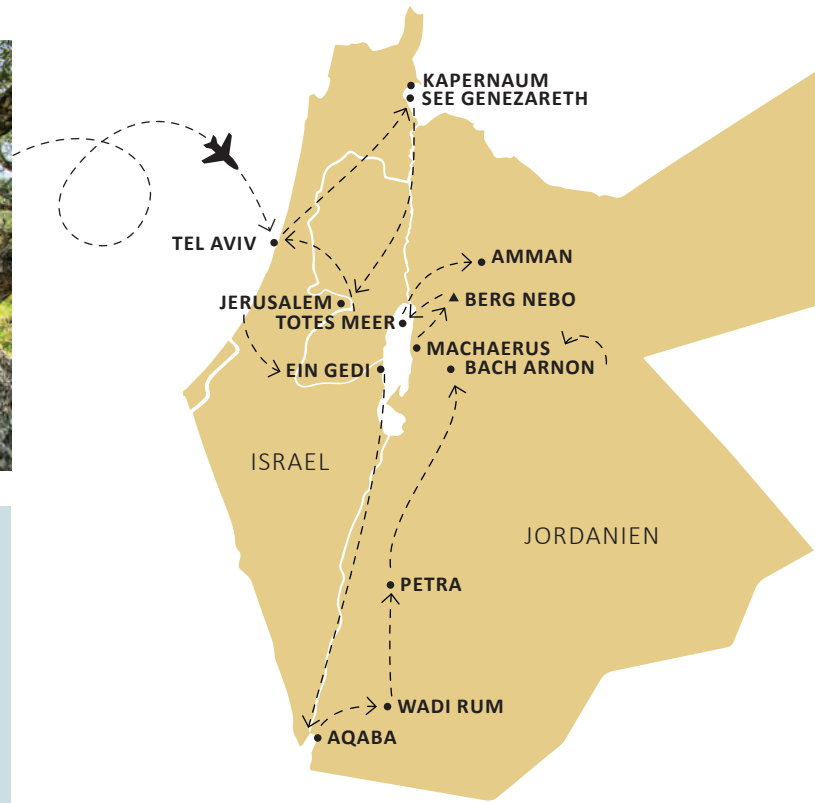 KAPERNAUM
SEE GENEZARETH
TEL AVIV
AMMAN
JERUSALEM
BERG NEBO
TOTES MEER
MACHAERUS
EIN GEDI
BACH ARNON
ISRAEL
JORDANIEN
PETRA
WADI RUM
AQABA